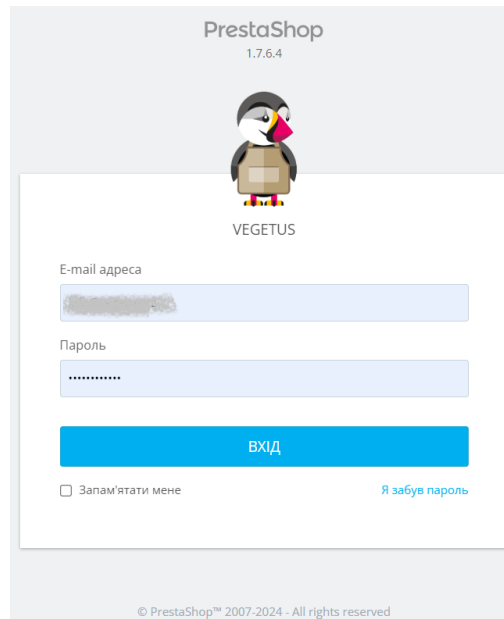 PrestaShop
1.7.6.4
VEGETUS
E-mail адреса
Пароль
••••••••••••
ВХІД
Запам'ятати мене
Я забув пароль
© PrestaShop™ 2007-2024 - All rights reserved